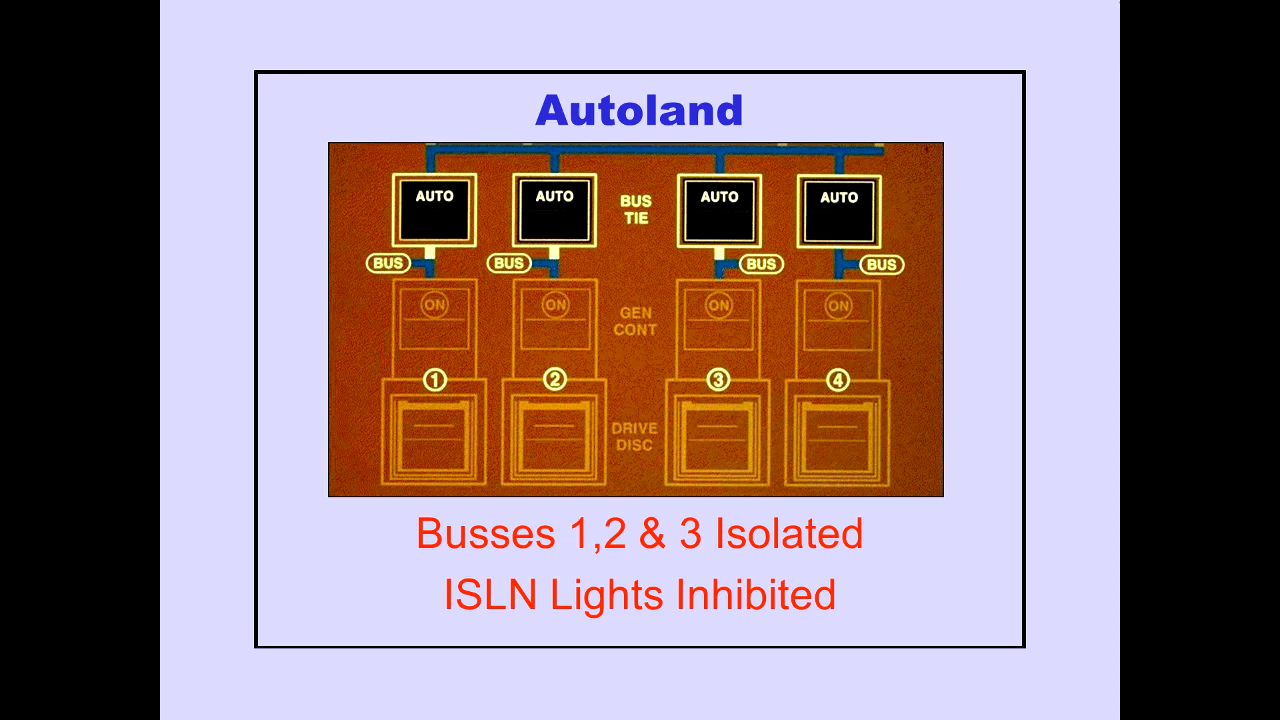 Autoland
AUTO AUTO BUS TIE AUTO AUTO
BUS BUS BUS BUS
ON ON GEN CONT ON ON
1 2 3 4
DRIVE DISC
Busses 1,2 & 3 Isolated
ISLN Lights Inhibited